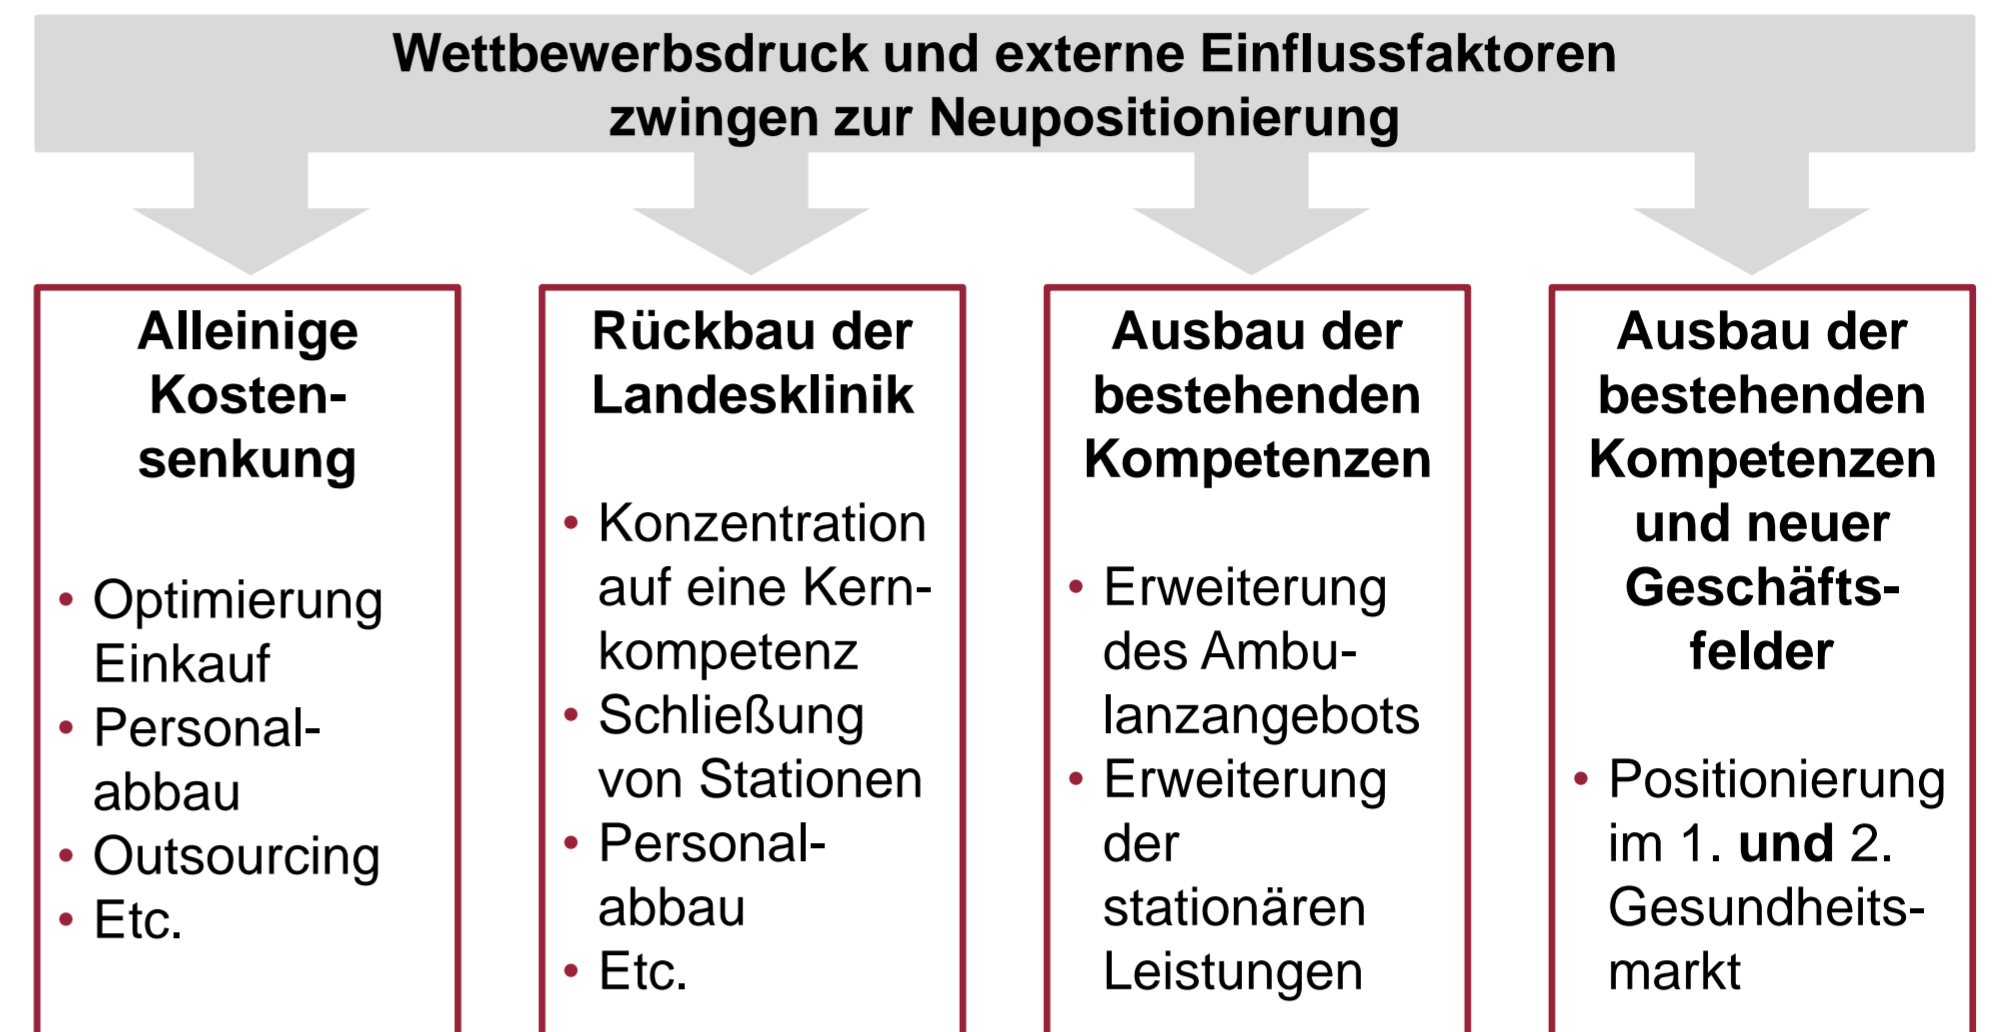 Wettbewerbsdruck und externe Einflussfaktoren
zwingen zur Neupositionierung
Alleinige
Kosten-
senkung
• Optimierung
Einkauf
• Personal-
abbau
• Outsourcing
• Etc.
Rückbau der
Landesklinik
• Konzentration
auf eine Kern-
kompetenz
• Schließung
von Stationen
• Personal-
abbau
• Etc.
Ausbau der
bestehenden
Kompetenzen
• Erweiterung
des Ambu-
lanzangebots
• Erweiterung
der
stationären
Leistungen
Ausbau der
bestehenden
Kompetenzen
und neuer
Geschäfts-
felder
• Positionierung
im 1. und 2.
Gesundheits-
markt